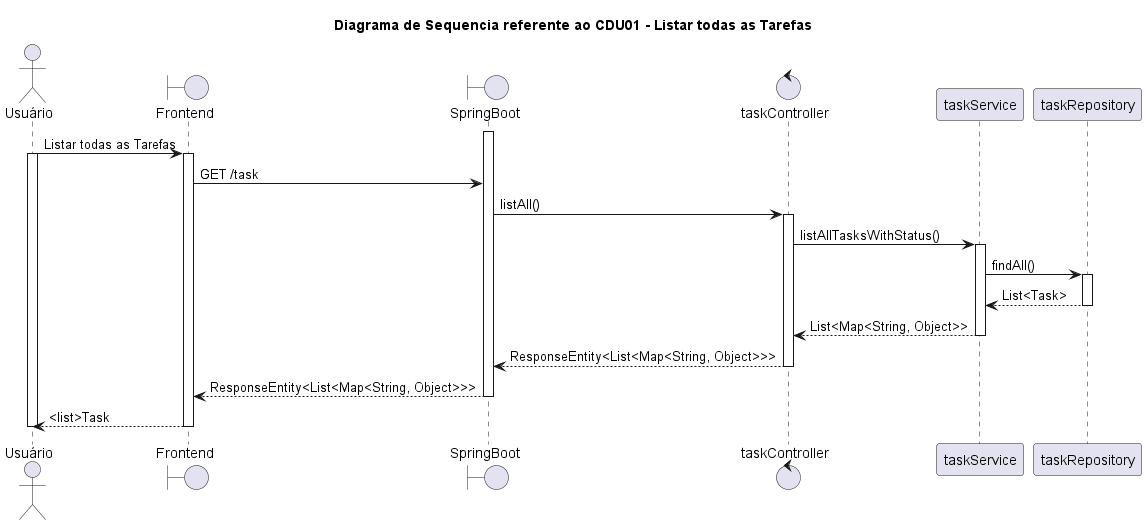 Diagrama de Sequencia referente ao CDU01 - Listar todas as Tarefas
Usuário
Frontend
SpringBoot
taskController
taskService
taskRepository
Listar todas as Tarefas
GET /task
listAll()
listAllTasksWithStatus()
findAll()
List<Task>
List<Map<String, Object>>
ResponseEntity<List<Map<String, Object>>>
ResponseEntity<List<Map<String, Object>>>
<list>Task
Usuário
Frontend
SpringBoot
taskController
taskService
taskRepository